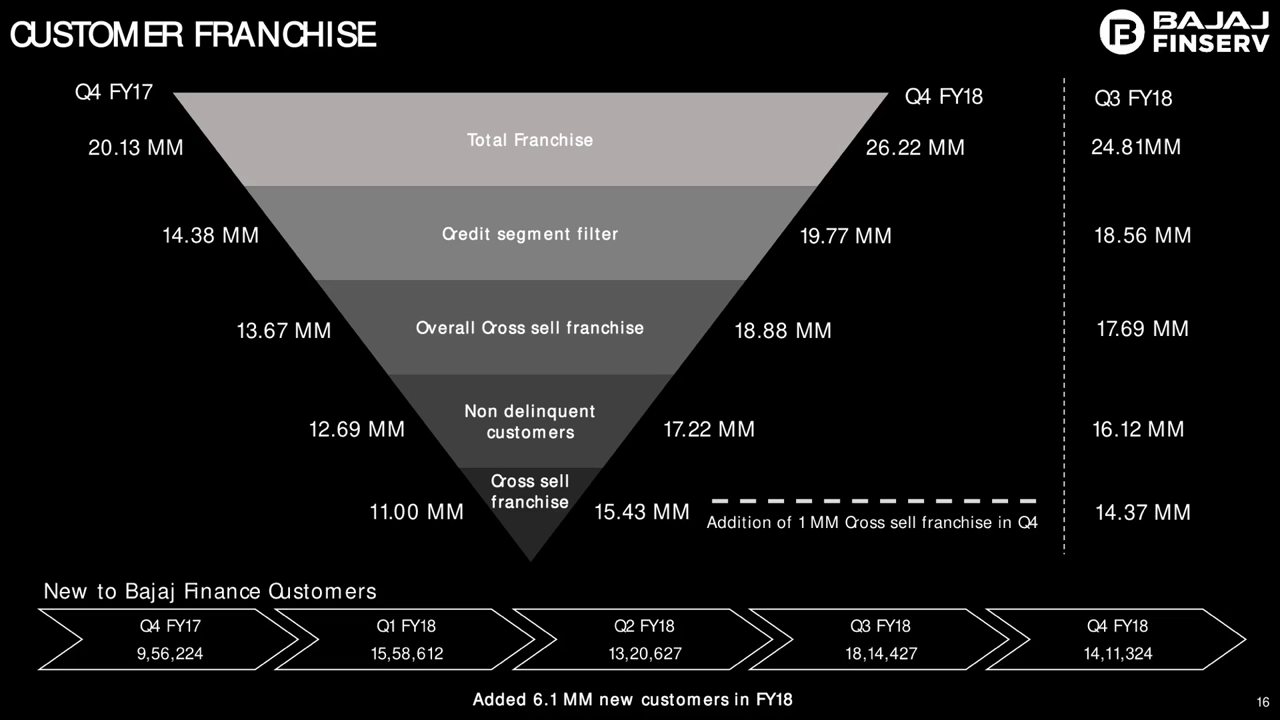 CUSTOMER FRANCHISE
BAJAJ
FINSERV
Q4 FY17
Q4 FY18
Q3 FY18
20.13 MM
Total Franchise
26.22 MM
24.81MM
14.38 MM
Credit segment filter
19.77 MM
18.56 MM
13.67 MM
Overall Cross sell franchise
18.88 MM
17.69 MM
12.69 MM
Non delinquent
customers
17.22 MM
16.12 MM
11.00 MM
Cross sell
franchise
15.43 MM
Addition of 1 MM Cross sell franchise in Q4
14.37 MM
New to Bajaj Finance Customers
Q4 FY17
9,56,224
Q1 FY18
15,58,612
Q2 FY18
13,20,627
Q3 FY18
18,14,427
Q4 FY18
14,11,324
Added 6.1 MM new customers in FY18
16